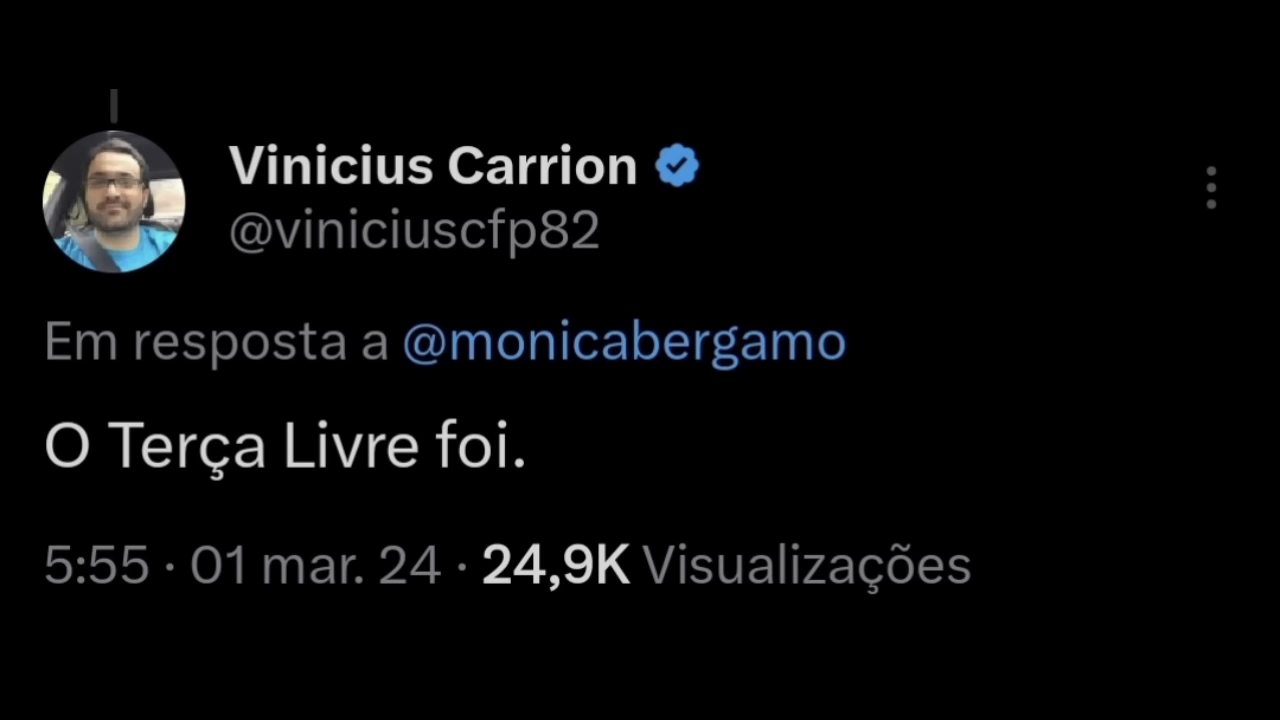 Vinicius Carrion
@viniciuscfp82
Em resposta a @monicabergamo
O Terça Livre foi.
5:55 · 01 mar. 24 · 24,9K Visualizações